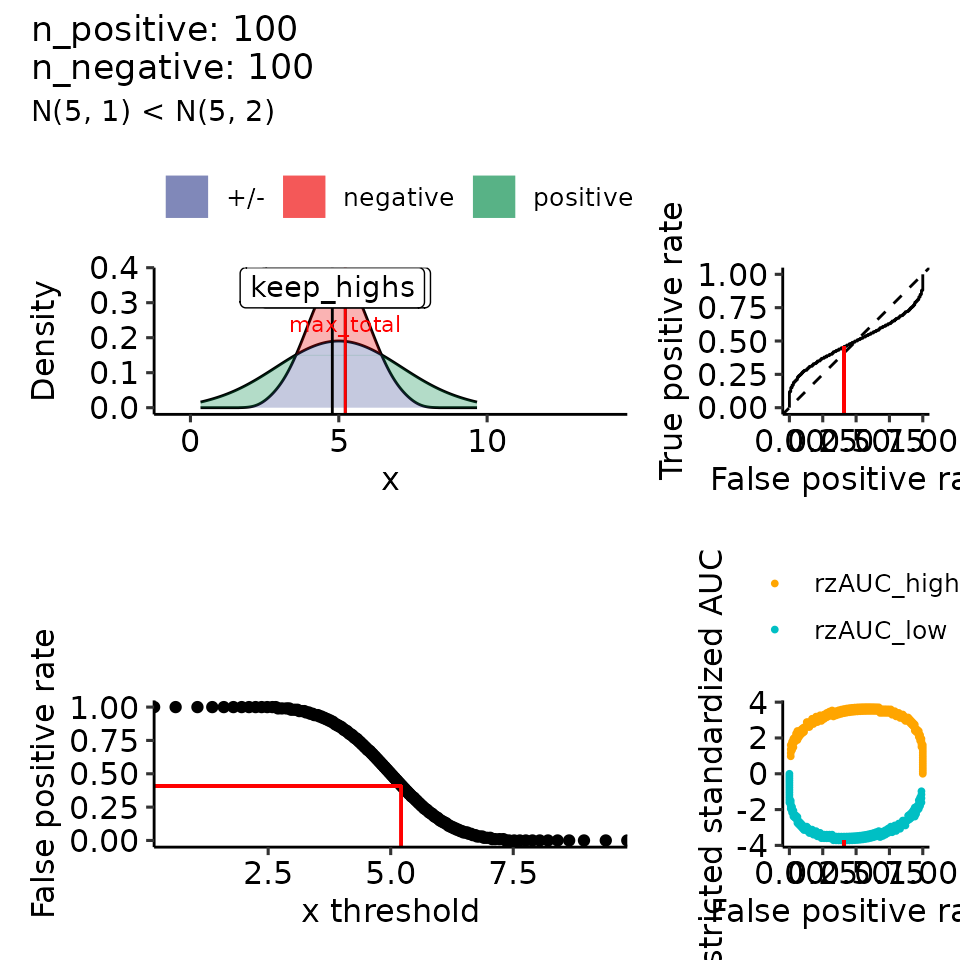 n_positive: 100
n_negative: 100
N(5, 1) < N(5, 2)
+/- negative positive
Density
0.4
0.3
0.2
0.1
0.0
keep_highs
max_total
0 5 10
x
True positive rate
1.00
0.75
0.50
0.25
0.00
False positive ra
False positive rate
1.00
0.75
0.50
0.25
0.00
2.5 5.0 7.5
x threshold
stricted standardized AUC
rzAUC_high
rzAUC_low
4
2
0
-2
-4
False positive ra